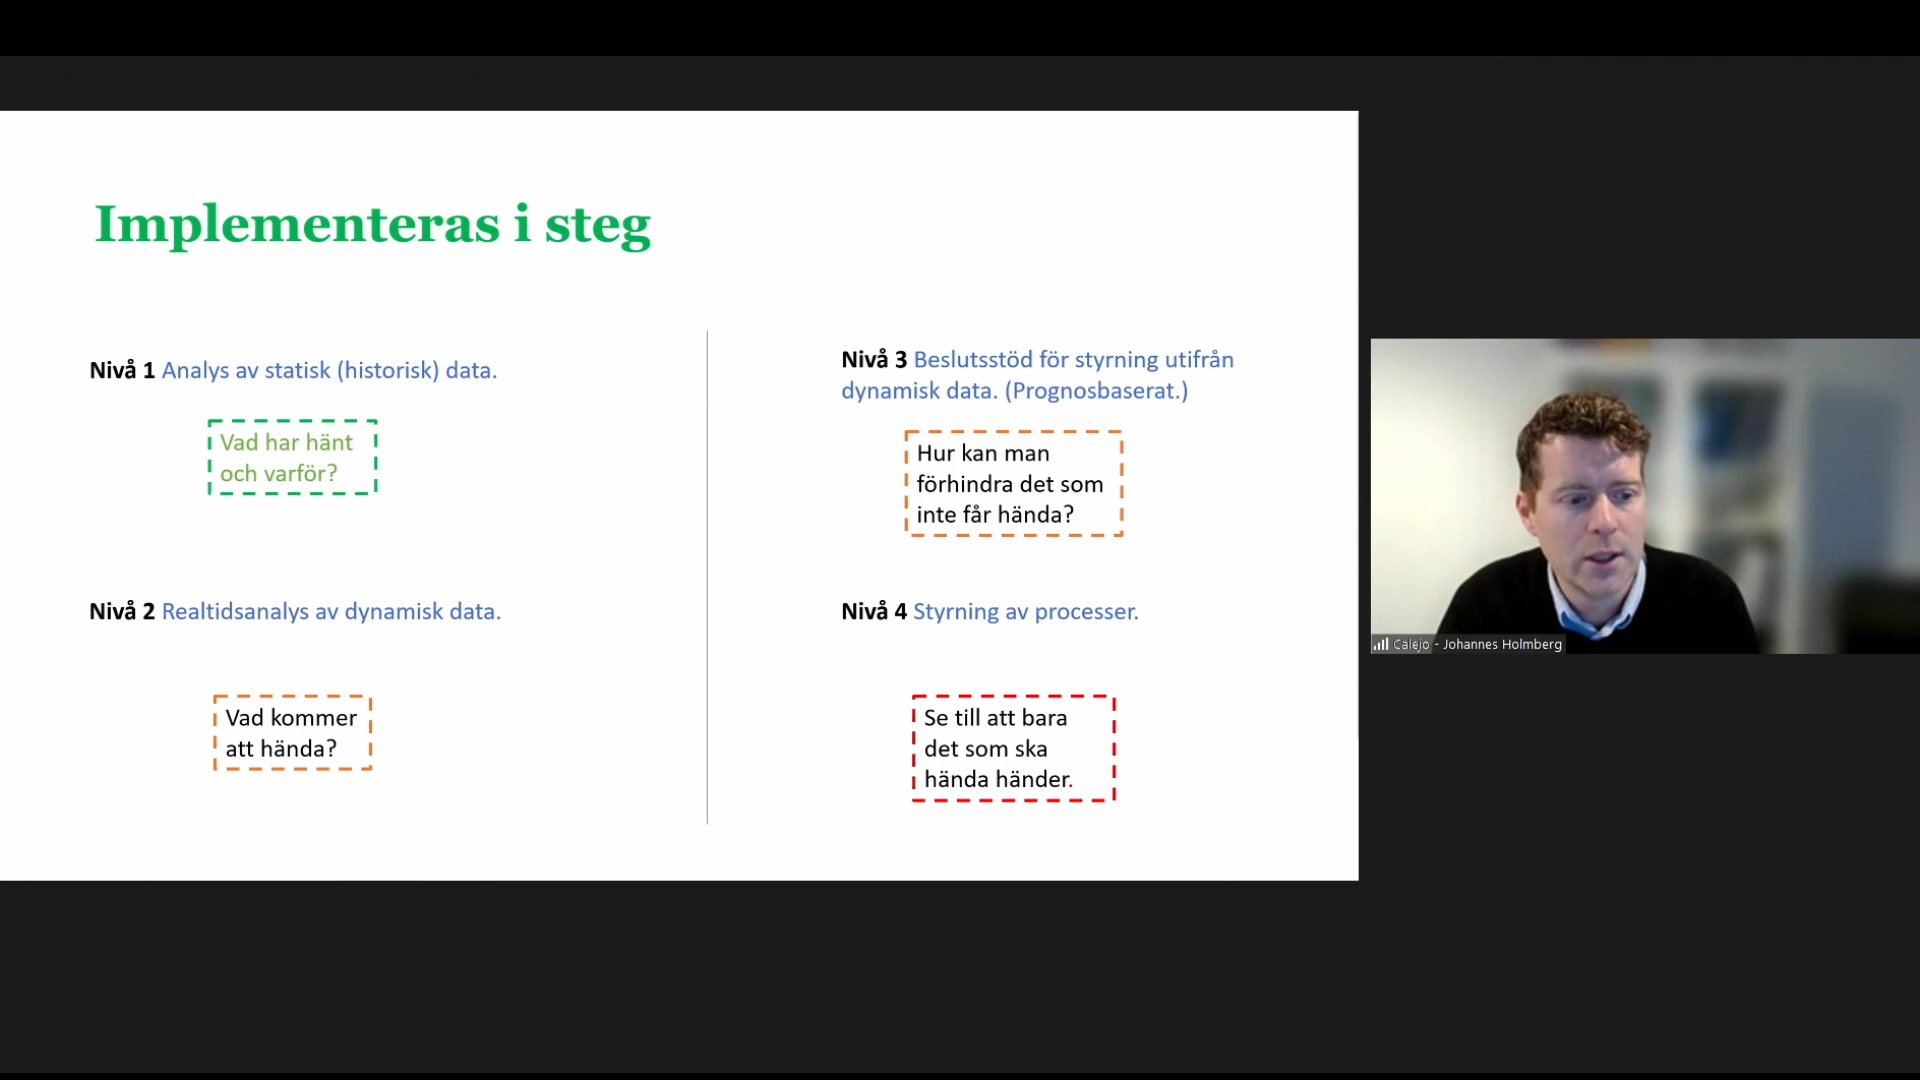 Implementeras i steg
Nivå 1 Analys av statisk (historisk) data.
Vad har hänt
och varför?
Nivå 2 Realtidsanalys av dynamisk data.
Vad kommer
att hända?
Nivå 3 Beslutsstöd för styrning utifrån
dynamisk data. (Prognosbaserat.)
Hur kan man
förhindra det som
inte får hända?
Nivå 4 Styrning av processer.
Se till att bara
det som ska
hända händer.
Calejo - Johannes Holmberg